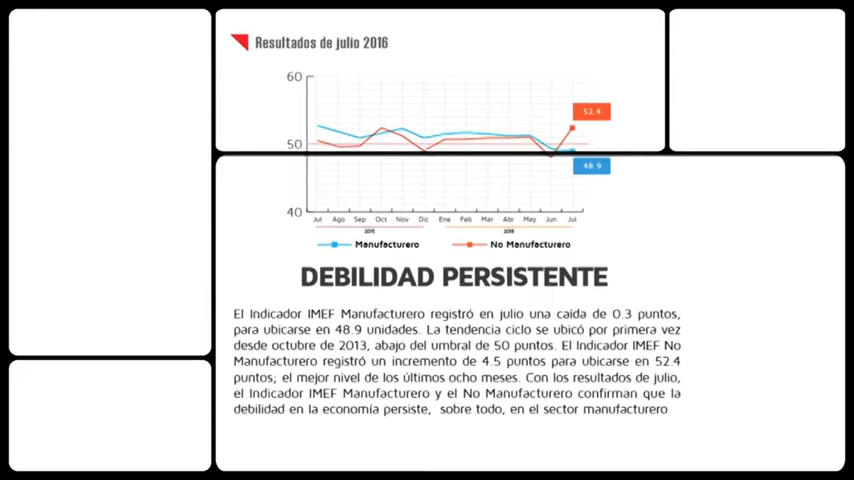 Resultados de julio 2016
60
52.4
50
48.9
40
Jul Ago Sep Oct Nov Dic Ene Feb Mar Abr May Jun Jul
2015 2016
Manufacturero No Manufacturero
DEBILIDAD PERSISTENTE
El Indicador IMEF Manufacturero registró en julio una caída de 0.3 puntos,
para ubicarse en 48.9 unidades. La tendencia ciclo se ubicó por primera vez
desde octubre de 2013, abajo del umbral de 50 puntos. El Indicador IMEF No
Manufacturero registró un incremento de 4.5 puntos para ubicarse en 52.4
puntos; el mejor nivel de los últimos ocho meses. Con los resultados de julio,
el Indicador IMEF Manufacturero y el No Manufacturero confirman que la
debilidad en la economía persiste, sobre todo, en el sector manufacturero